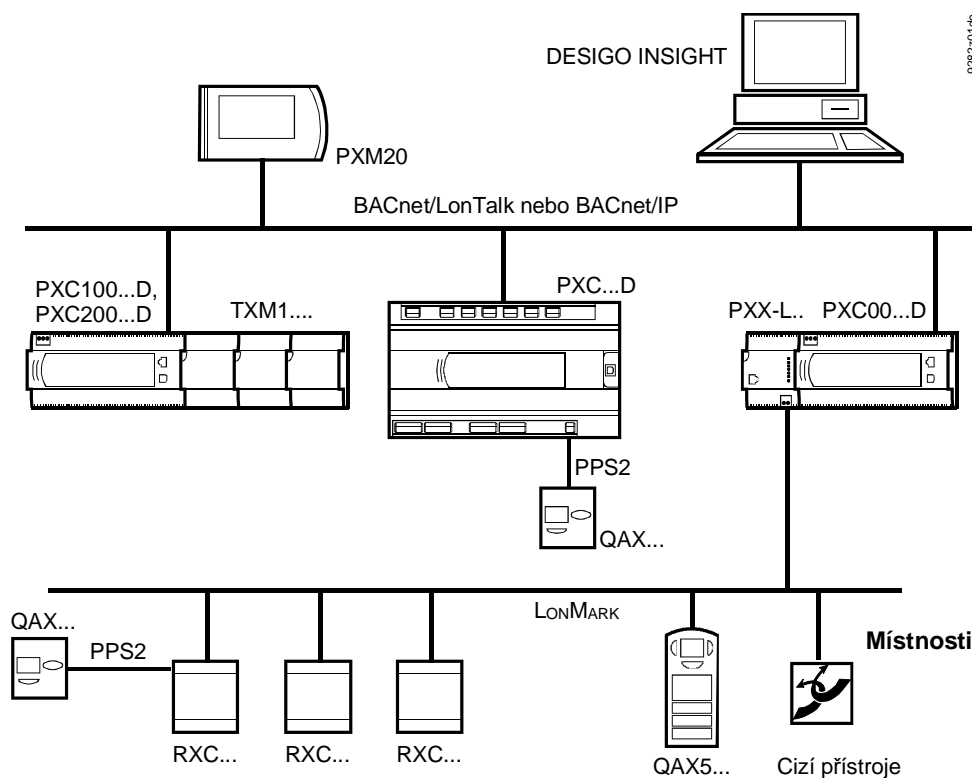 DESIGO INSIGHT
PXM20
BACnet/LonTalk nebo BACnet/IP
PXC100...D,
PXC200...D
TXM1....
PXC...D
PXX-L..
PXC00...D
PPS2
QAX...
LONMARK
QAX...
PPS2
Místnosti
RXC...
RXC...
RXC...
QAX5...
Cizí přístroje